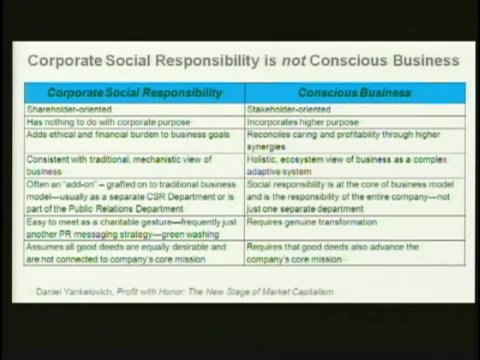 Corporate Social Responsibility is not Conscious Business
Corporate Social Responsibility
Conscious Business
Shareholder-oriented
Stakeholder-oriented
Has nothing to do with corporate purpose
Incorporates higher purpose
Adds ethical and financial burden to business goals
Reconciles caring and profitability through higher
synergies
Consistent with traditional, mechanistic view of
business
Holistic, ecosystem view of business as a complex
adaptive system
Often an "add-on" – grafted on to traditional business
model—usually as a separate CSR Department or is
part of the Public Relations Department
Social responsibility is at the core of business model
and is the responsibility of the entire company—not
just one separate department
Easy to meet as a charitable gesture—frequently just
another PR messaging strategy—green washing
Requires genuine transformation
Assumes all good deeds are equally desirable and
are not connected to company's core mission
Requires that good deeds also advance the
company's core mission
Daniel Yankelovich, Profit with Honor: The New Stage of Market Capitalism